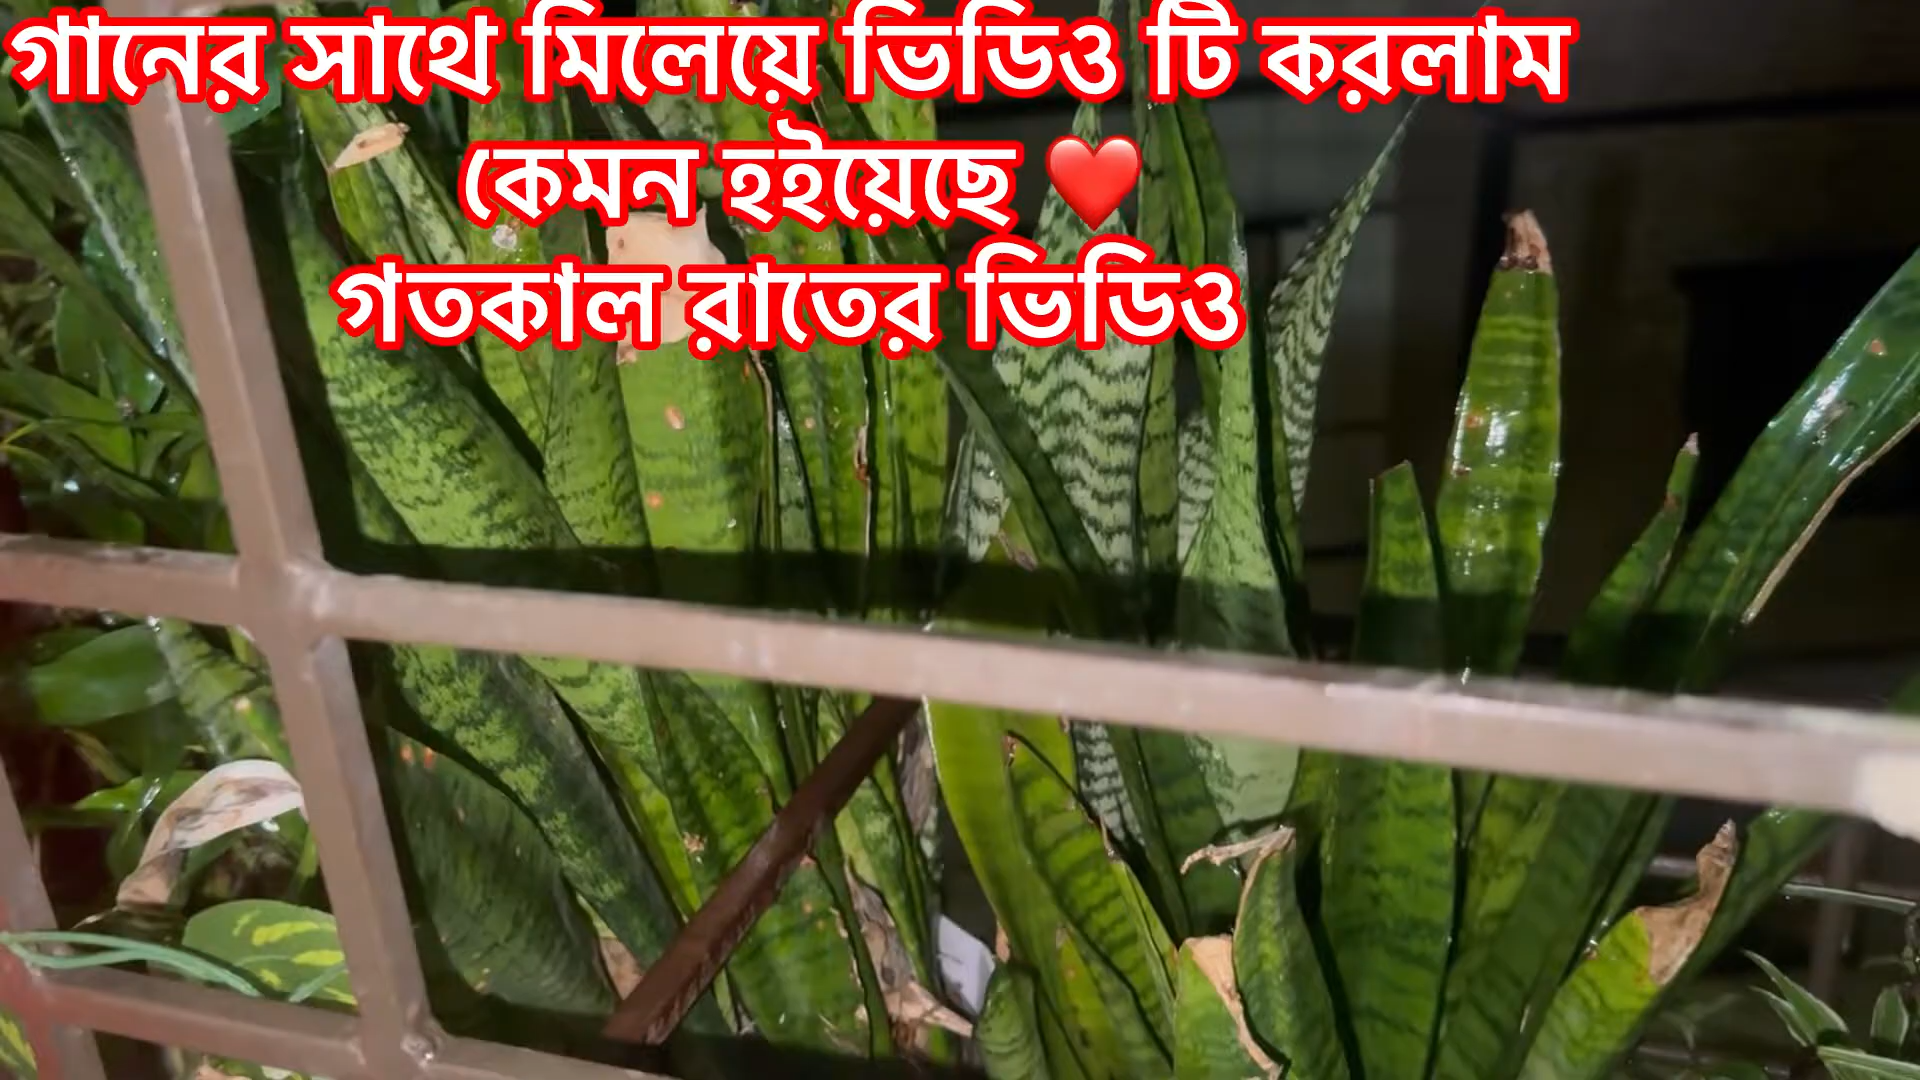 গানের সাথে মিলেয়ে ভিডিও টি করলাম
কেমন হইয়েছে ❤️
গতকাল রাতের ভিডিও